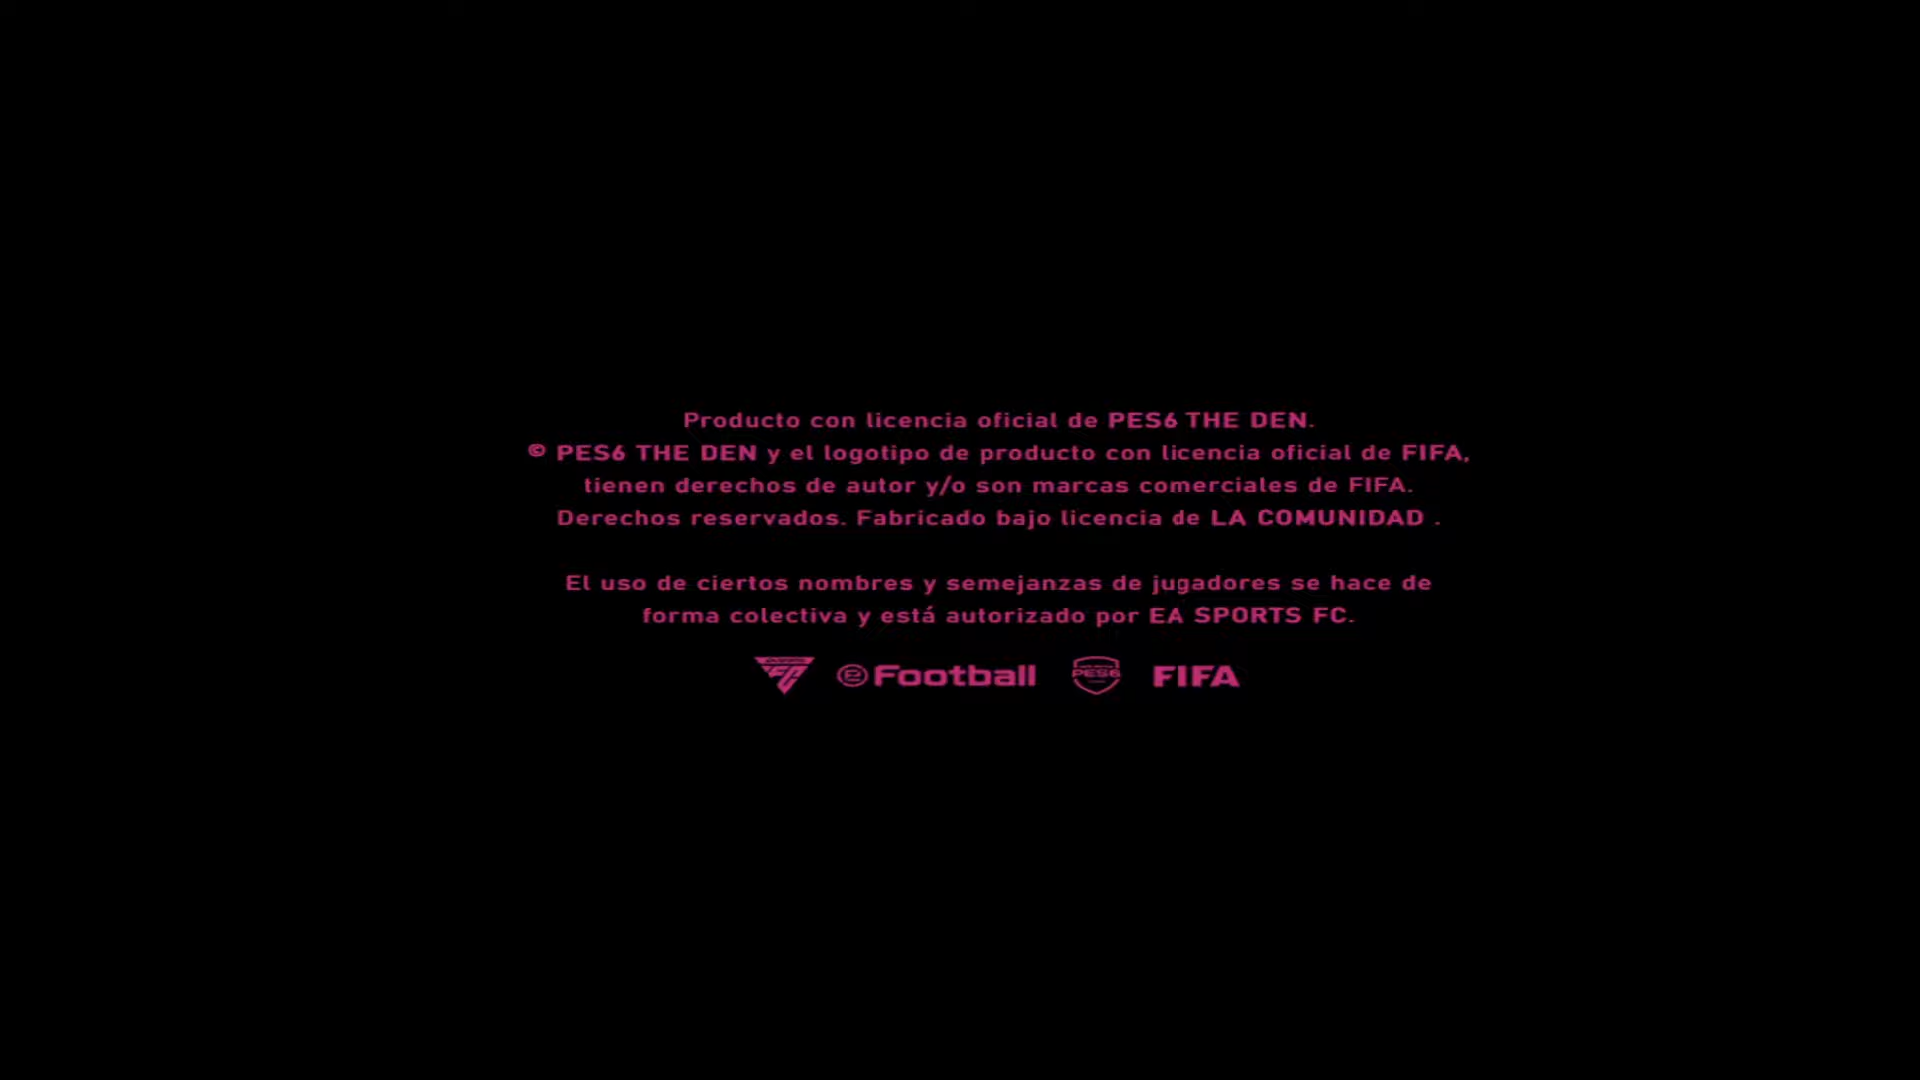 Producto con licencia oficial de PES6 THE DEN.
© PES6 THE DEN y el logotipo de producto con licencia oficial de FIFA,
tienen derechos de autor y/o son marcas comerciales de FIFA.
Derechos reservados. Fabricado bajo licencia de LA COMUNIDAD .
El uso de ciertos nombres y semejanzas de jugadores se hace de
forma colectiva y está autorizado por EA SPORTS FC.
FC eFootball PES6 FIFA